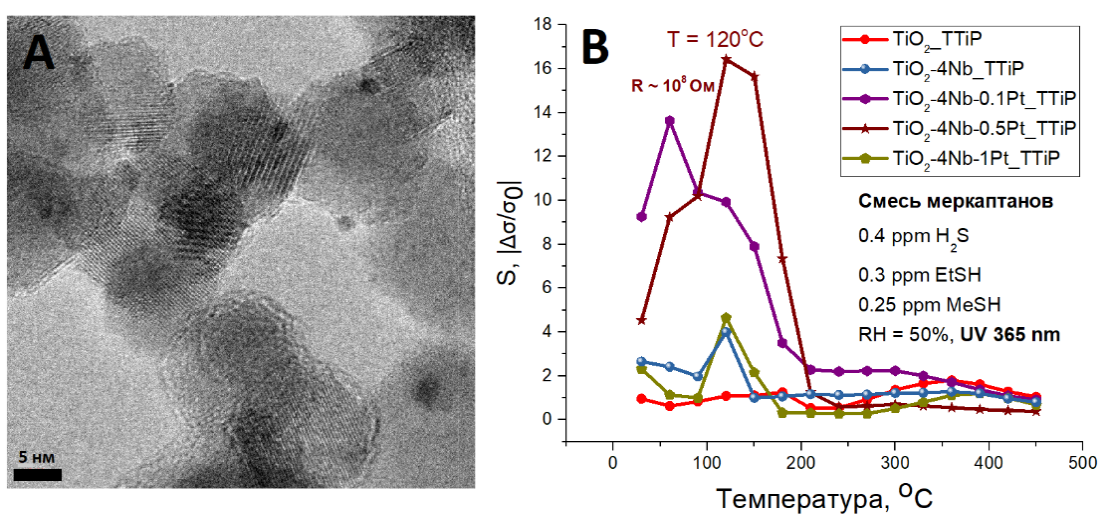 A
5 нм
B
T = 120°C
R ~ 10⁸ Ом
TiO₂_TTiP
TiO₂-4Nb_TTiP
TiO₂-4Nb-0.1Pt_TTiP
TiO₂-4Nb-0.5Pt_TTiP
TiO₂-4Nb-1Pt_TTiP
Смесь меркаптанов
0.4 ppm H₂S
0.3 ppm EtSH
0.25 ppm MeSH
RH = 50%, UV 365 nm
S, |Δσ/σ₀|
18
16
14
12
10
8
6
4
2
0
0 100 200 300 400 500
Температура, °C